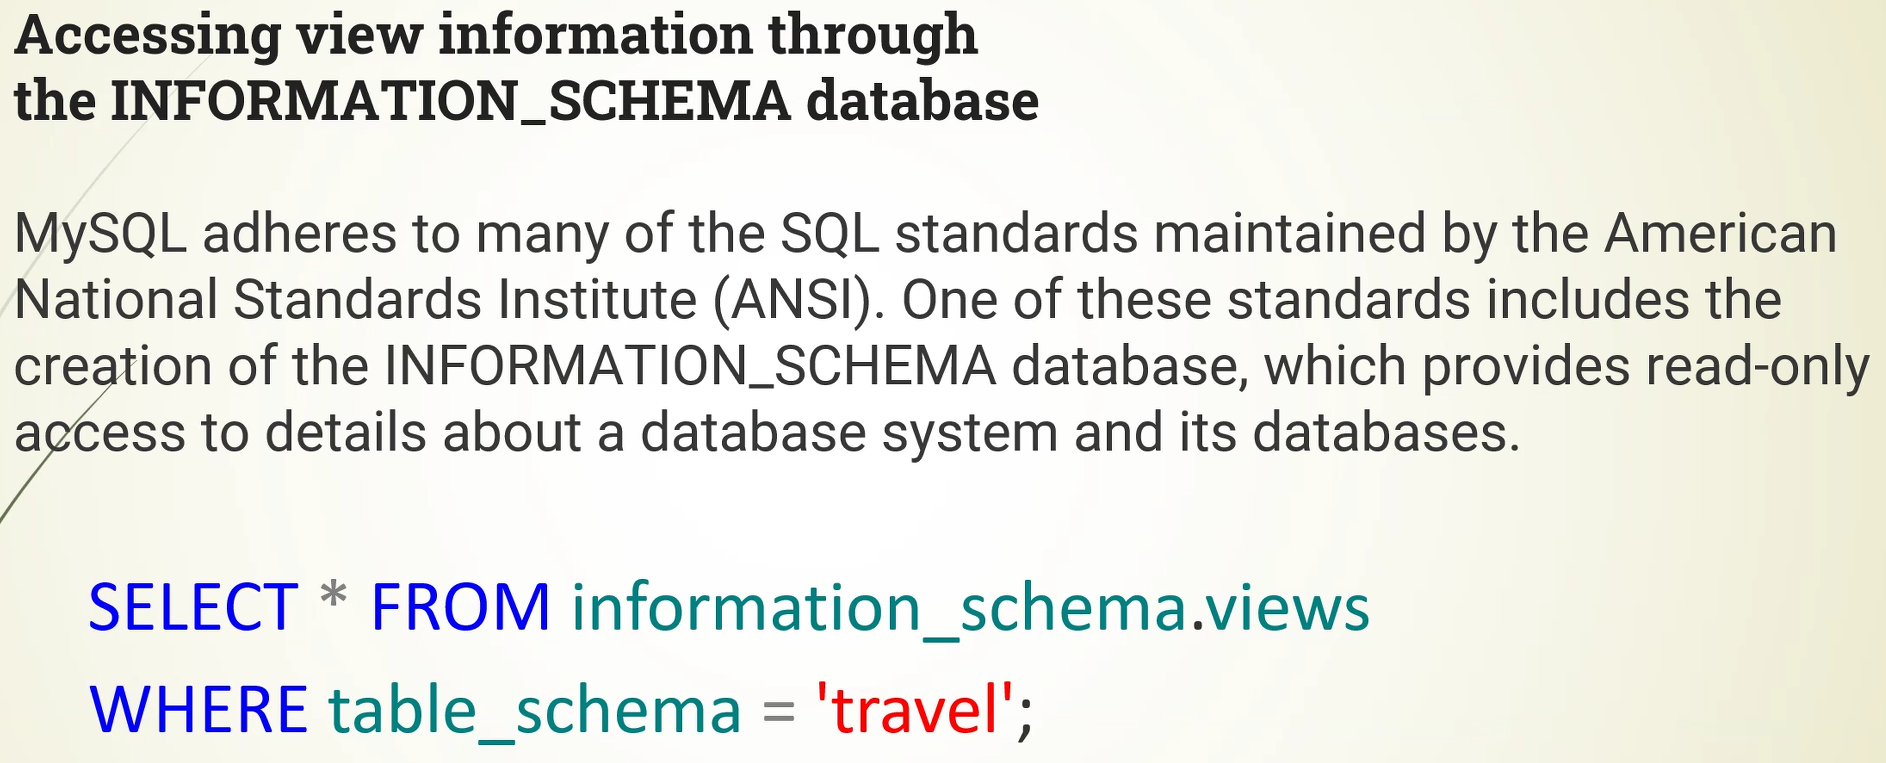 Accessing view information through
the INFORMATION_SCHEMA database
MySQL adheres to many of the SQL standards maintained by the American
National Standards Institute (ANSI). One of these standards includes the
creation of the INFORMATION_SCHEMA database, which provides read-only
access to details about a database system and its databases.
SELECT * FROM information_schema.views
WHERE table_schema = 'travel';